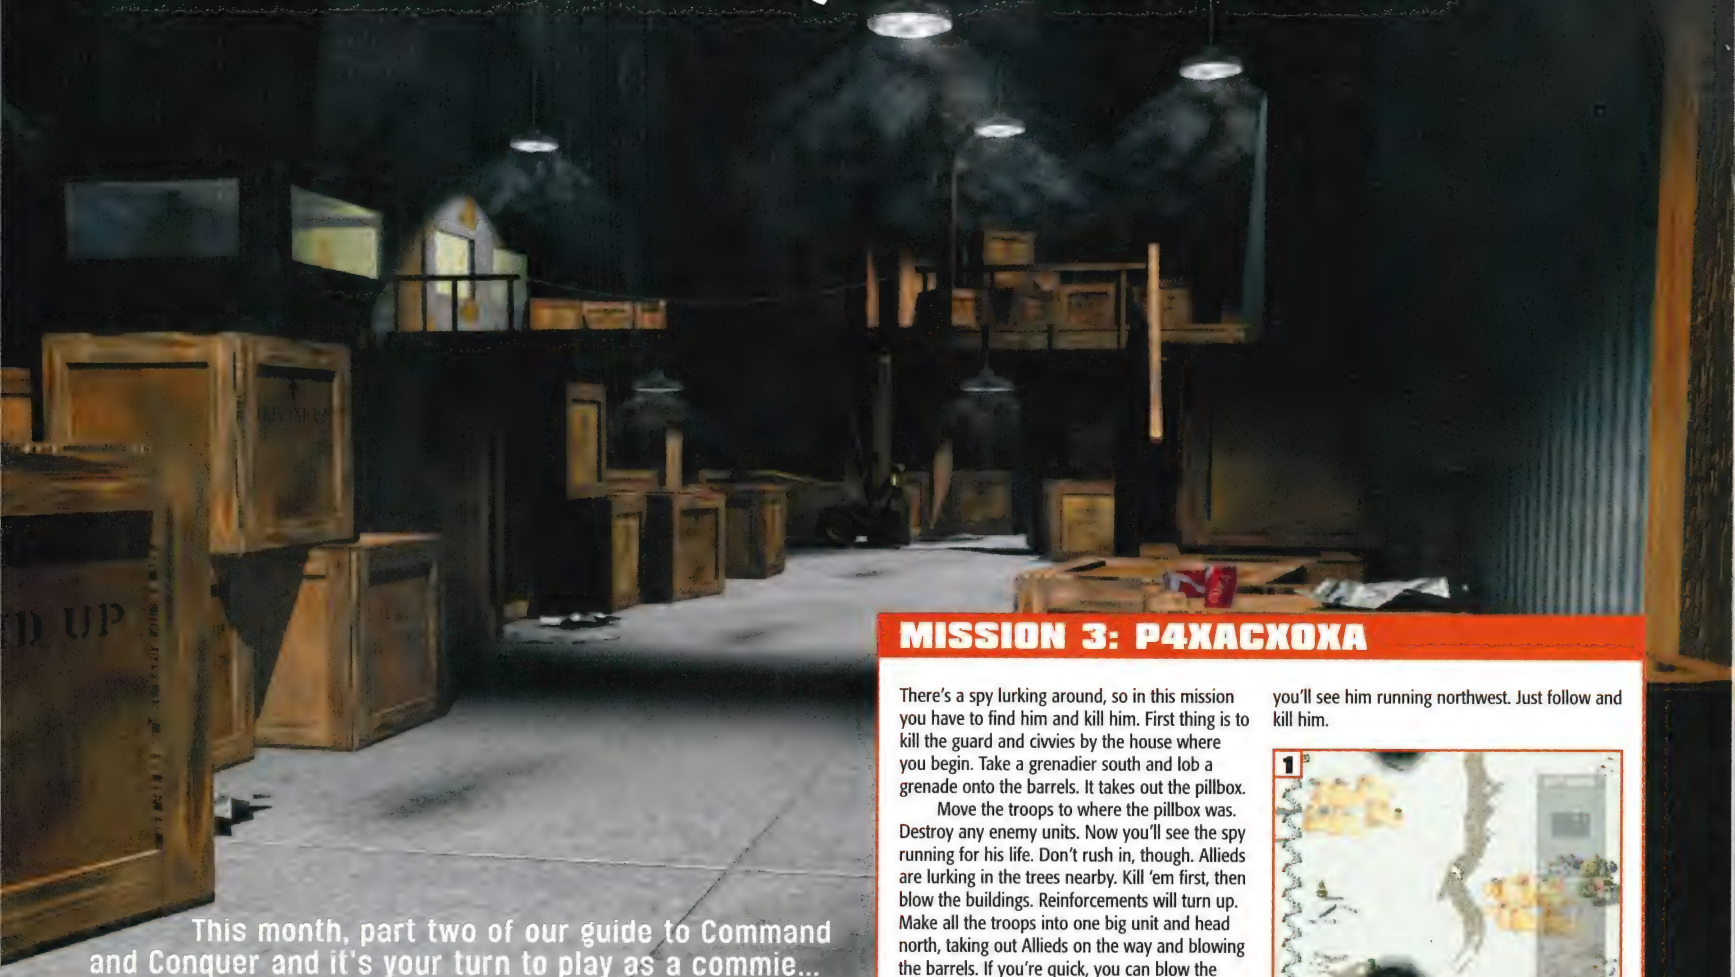 This month, part two of our guide to Command
and Conquer and it's your turn to play as a commie...
MISSION 3: P4XACXOXA
There's a spy lurking around, so in this mission
you have to find him and kill him. First thing is to
kill the guard and civvies by the house where
you begin. Take a grenadier south and lob a
grenade onto the barrels. It takes out the pillbox.
Move the troops to where the pillbox was.
Destroy any enemy units. Now you'll see the spy
running for his life. Don't rush in, though. Allieds
are lurking in the trees nearby. Kill 'em first, then
blow the buildings. Reinforcements will turn up.
Make all the troops into one big unit and head
north, taking out Allieds on the way and blowing
the barrels. If you're quick, you can blow the
you'll see him running northwest. Just follow and
kill him.
1
THIS END UP
D UP